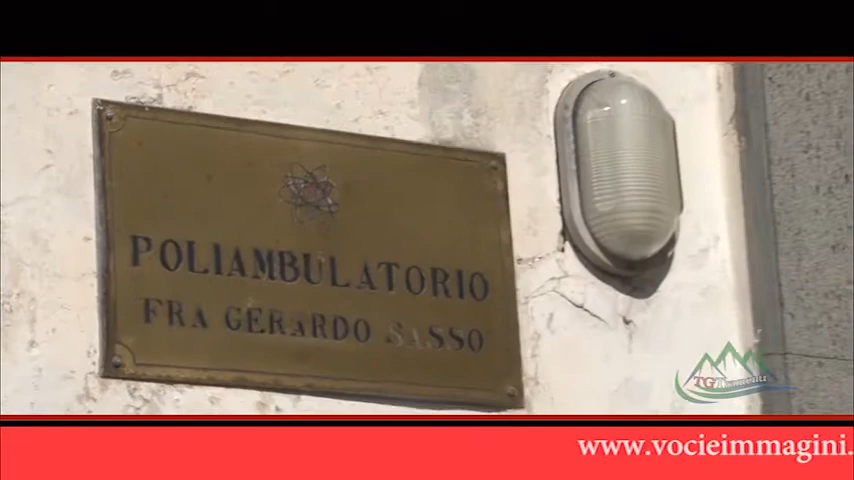 POLIAMBULATORIO
FRA GERARDO SASSO
www.vocieimmagini.